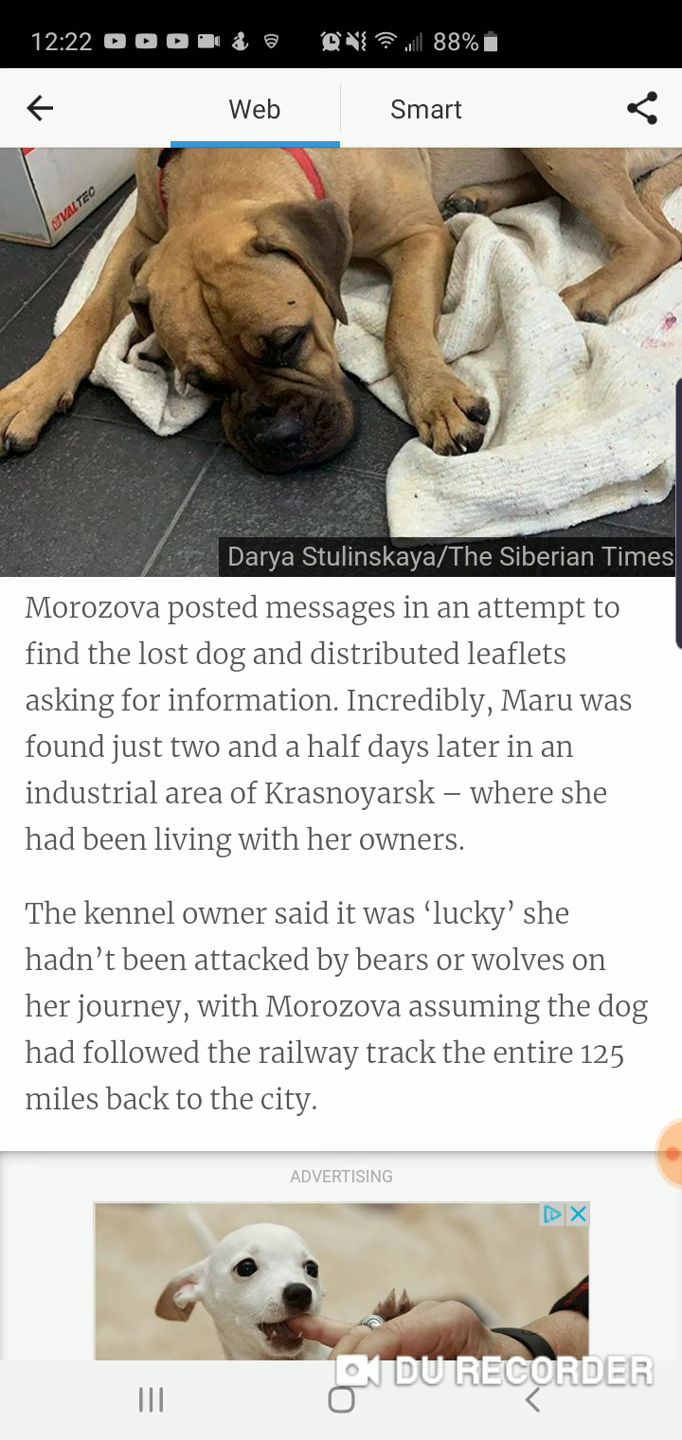 12:22
88%
Web
Smart
VALTEC
Darya Stulinskaya/The Siberian Times
Morozova posted messages in an attempt to
find the lost dog and distributed leaflets
asking for information. Incredibly, Maru was
found just two and a half days later in an
industrial area of Krasnoyarsk – where she
had been living with her owners.
The kennel owner said it was ‘lucky’ she
hadn’t been attacked by bears or wolves on
her journey, with Morozova assuming the dog
had followed the railway track the entire 125
miles back to the city.
ADVERTISING
DU RECORDER